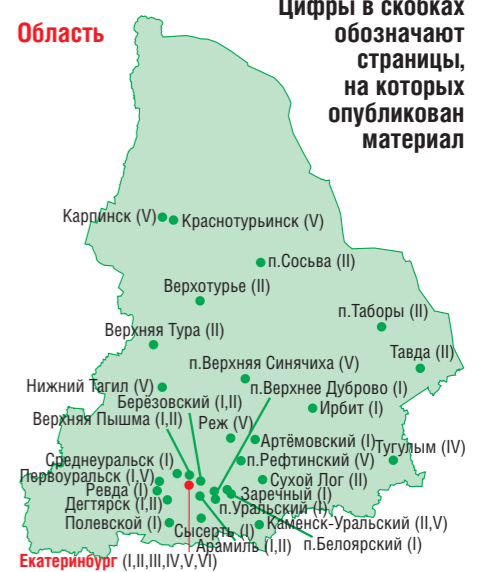 Область
Цифры в скобках
обозначают
страницы,
на которых
опубликован
материал
Карпинск (V)
Краснотурьинск (V)
п.Сосьва (II)
Верхотурье (II)
п.Таборы (II)
Верхняя Тура (II)
Тавда (II)
п.Верхняя Синячиха (V)
Нижний Тагил (V)
п.Верхнее Дуброво (I)
Берёзовский (I,II)
Ирбит (I)
Верхняя Пышма (I,II)
Реж (V)
Артёмовский (I)
Тугулым (IV)
Среднеуральск (I)
п.Рефтинский (V)
Первоуральск (I,V)
Сухой Лог (II)
Ревда (I)
Заречный (I)
Дегтярск (I,II)
п.Уральский (I)
Полевской (I)
Каменск-Уральский (II,V)
Сысерть (I)
Арамиль (I,II)
п.Белоярский (I)
Екатеринбург (I,II,III,IV,V,VI)